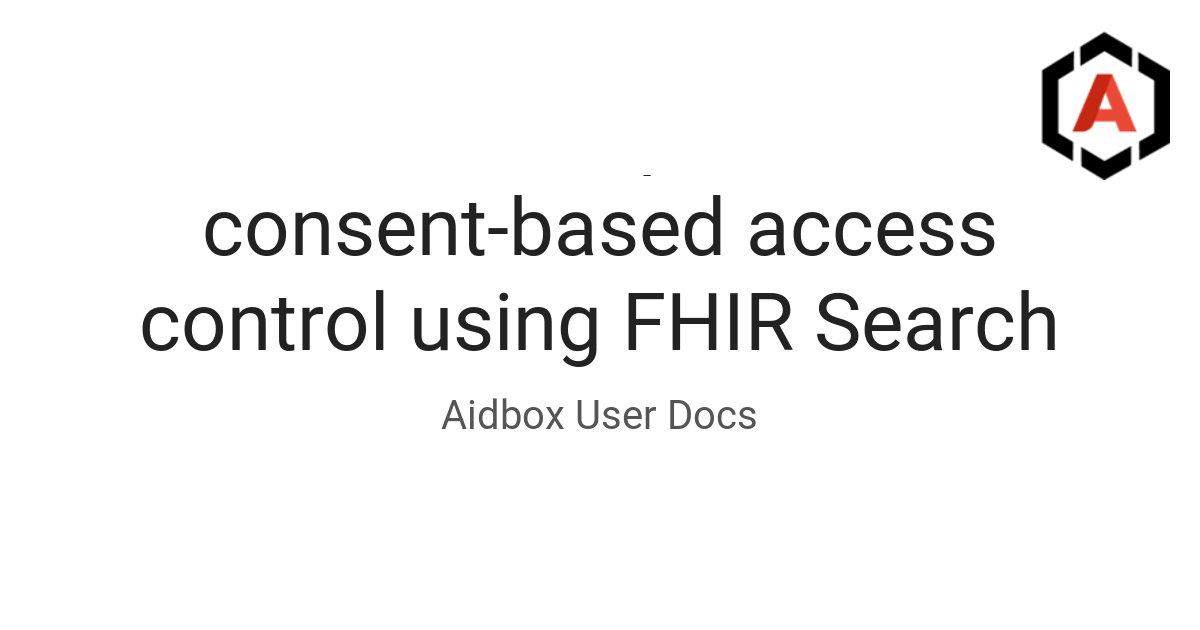 consent-based access
control using FHIR Search
Aidbox User Docs
A